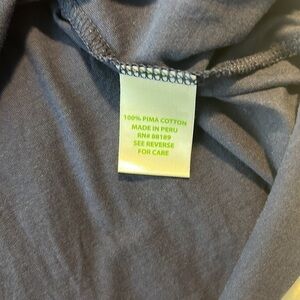 100% PIMA COTTON
MADE IN PERU
RN# 88189
SEE REVERSE
FOR CARE